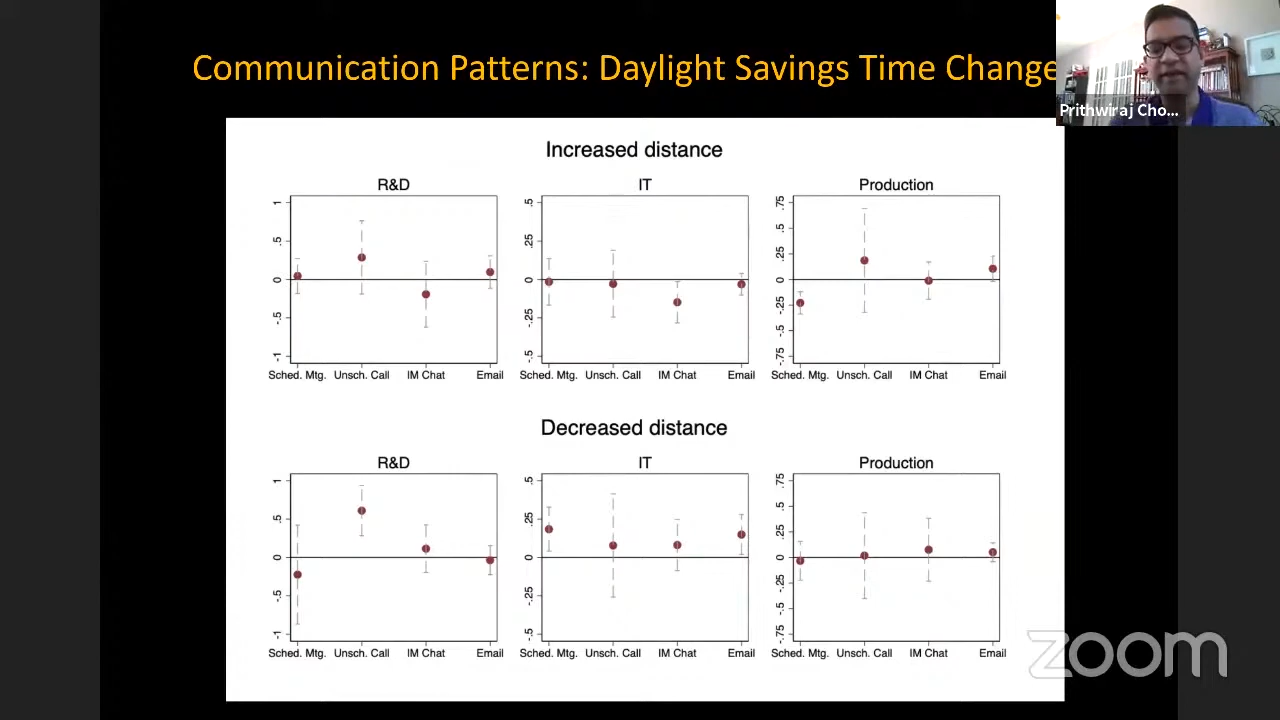 Communication Patterns: Daylight Savings Time Change
Prithwiraj Cho...
Increased distance
R&D
IT
Production
1
.5
0
-.5
-1
Sched. Mtg.
Unsch. Call
IM Chat
Email
.5
.25
0
-.25
-.5
Sched. Mtg.
Unsch. Call
IM Chat
Email
.75
.5
.25
0
-.25
-.5
-.75
Sched. Mtg.
Unsch. Call
IM Chat
Email
Decreased distance
R&D
IT
Production
1
.5
0
-.5
-1
Sched. Mtg.
Unsch. Call
IM Chat
Email
.5
.25
0
-.25
-.5
Sched. Mtg.
Unsch. Call
IM Chat
Email
.75
.5
.25
0
-.25
-.5
-.75
Sched. Mtg.
Unsch. Call
IM Chat
Email
zoom